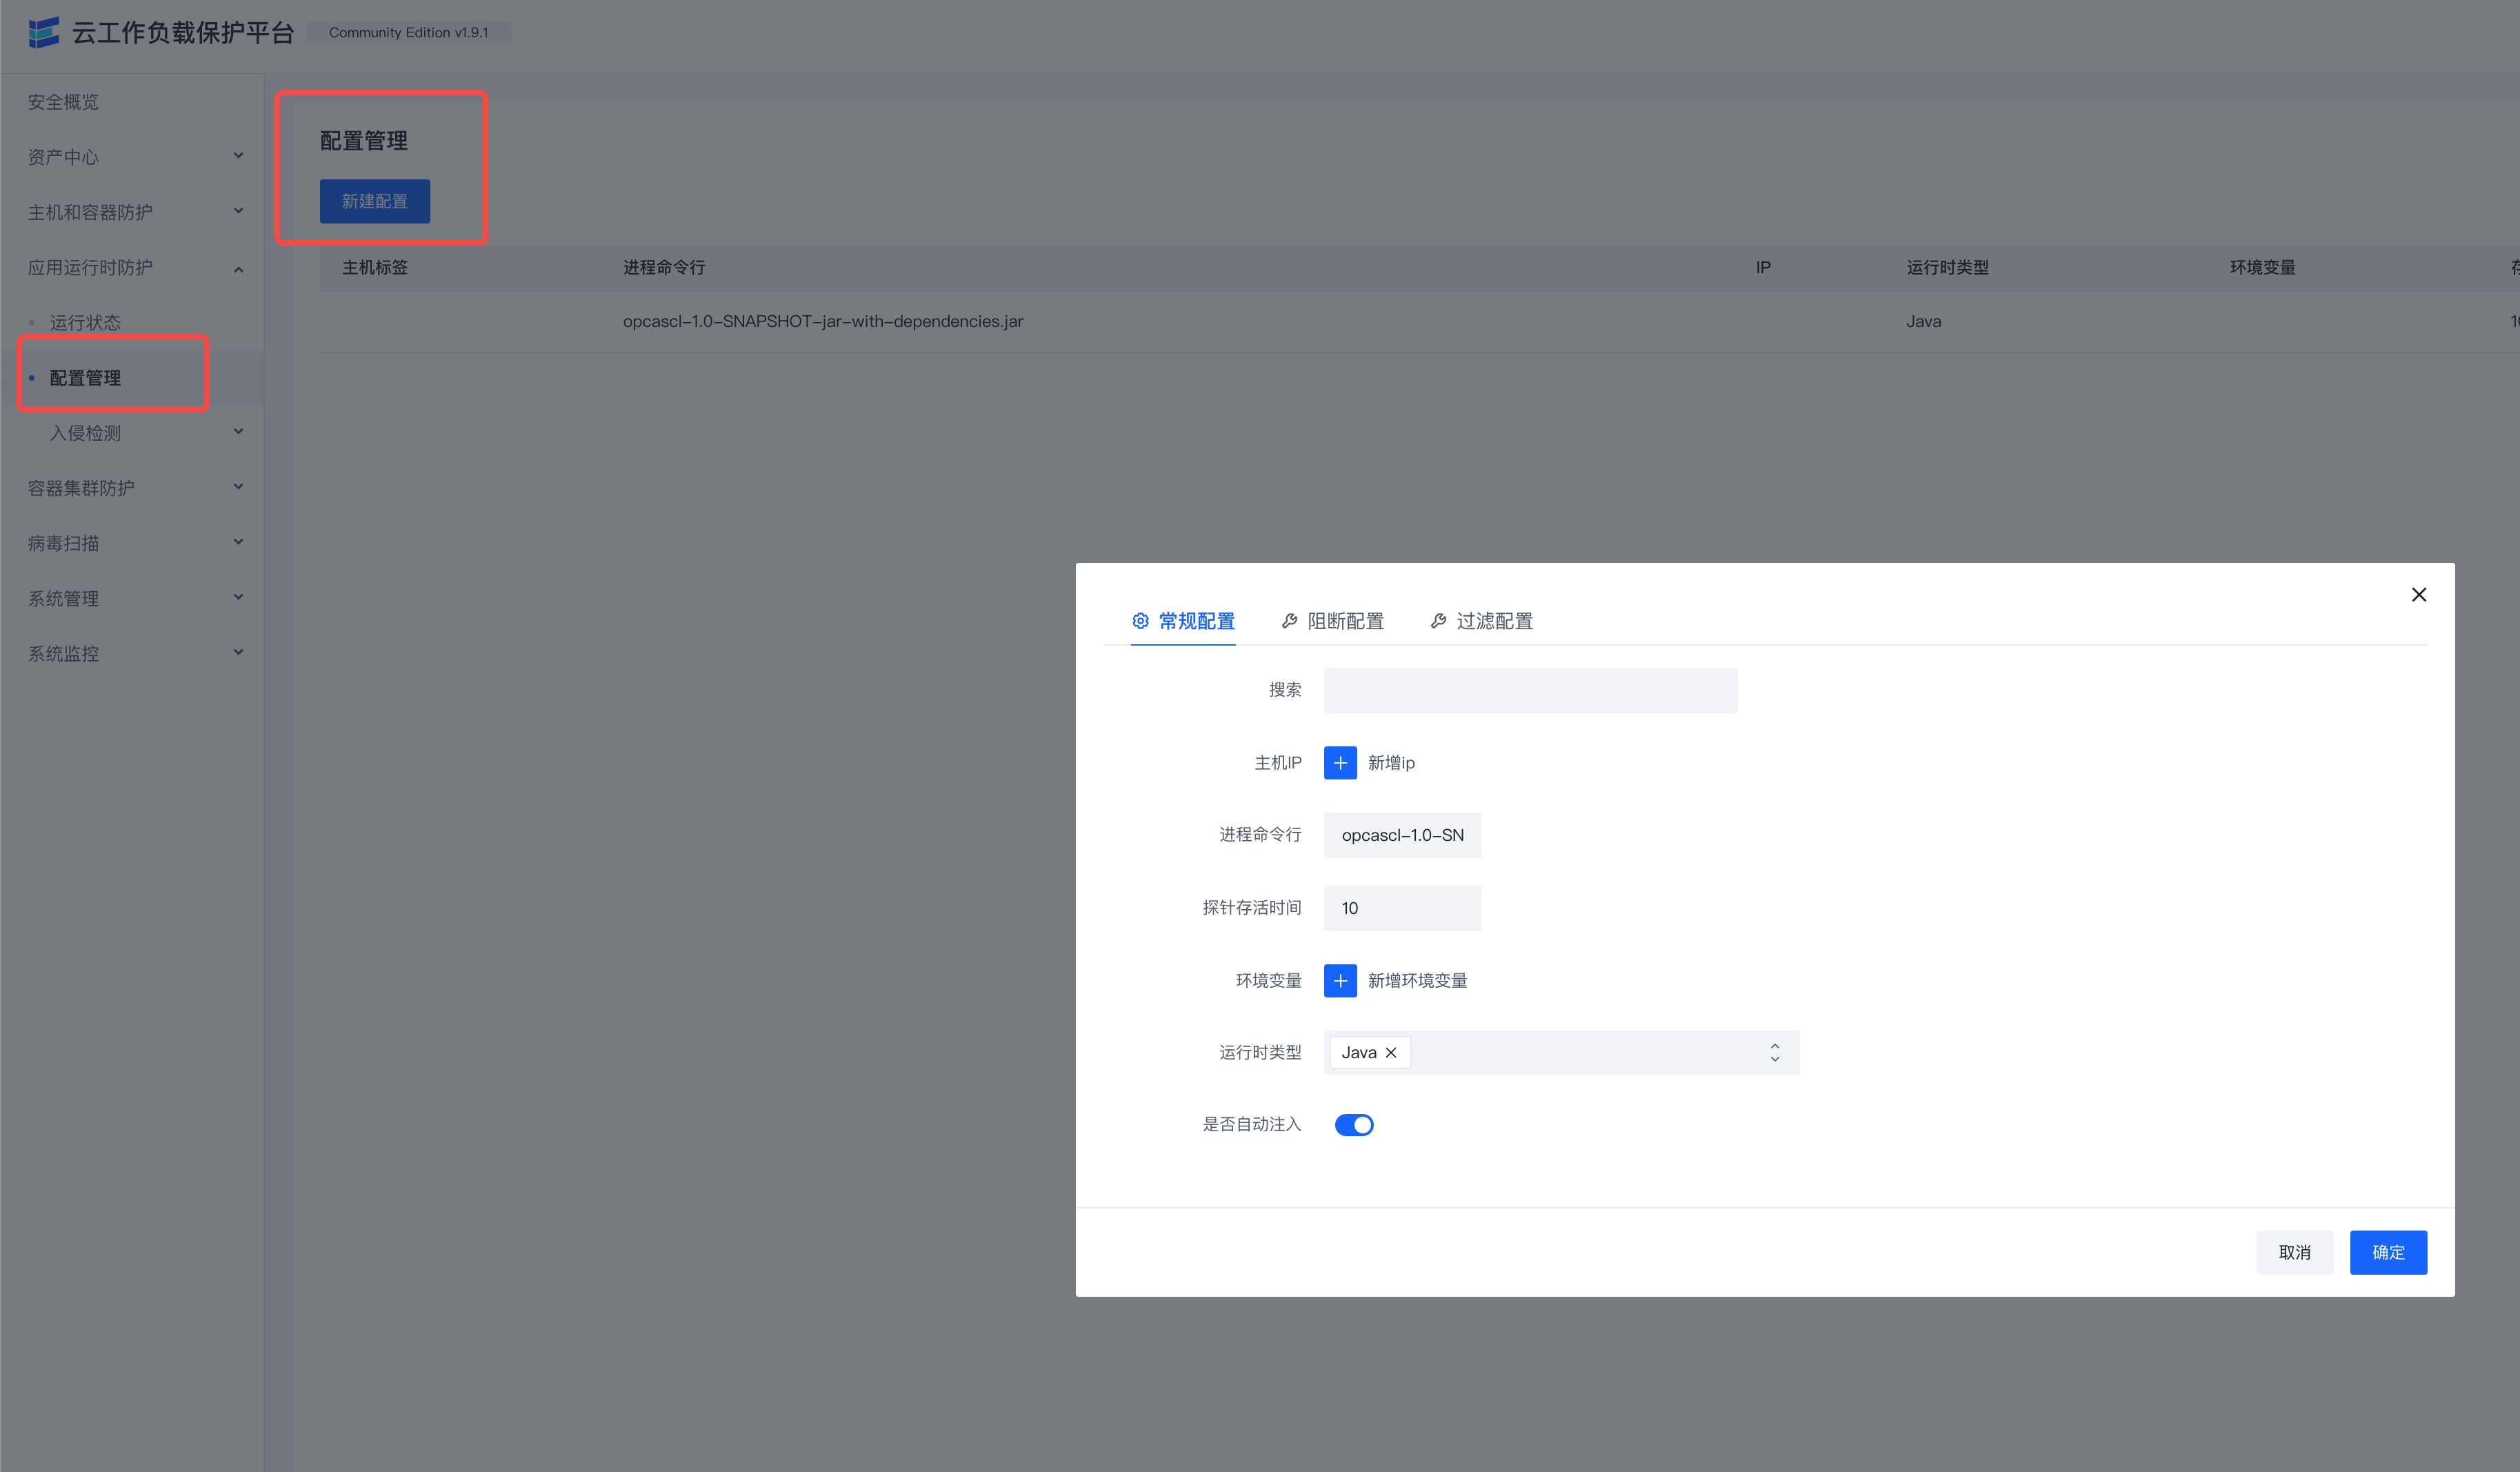 云工作负载保护平台 Community Edition v1.9.1
安全概览
资产中心
主机和容器防护
应用运行时防护
运行状态
配置管理
入侵检测
容器集群防护
病毒扫描
系统管理
系统监控
配置管理
新建配置
主机标签 进程命令行 IP 运行时类型 环境变量
opcascl-1.0-SNAPSHOT-jar-with-dependencies.jar Java
常规配置 阻断配置 过滤配置
搜索
主机IP 新增ip
进程命令行 opcascl-1.0-SN
探针存活时间 10
环境变量 新增环境变量
运行时类型 Java
是否自动注入
取消 确定